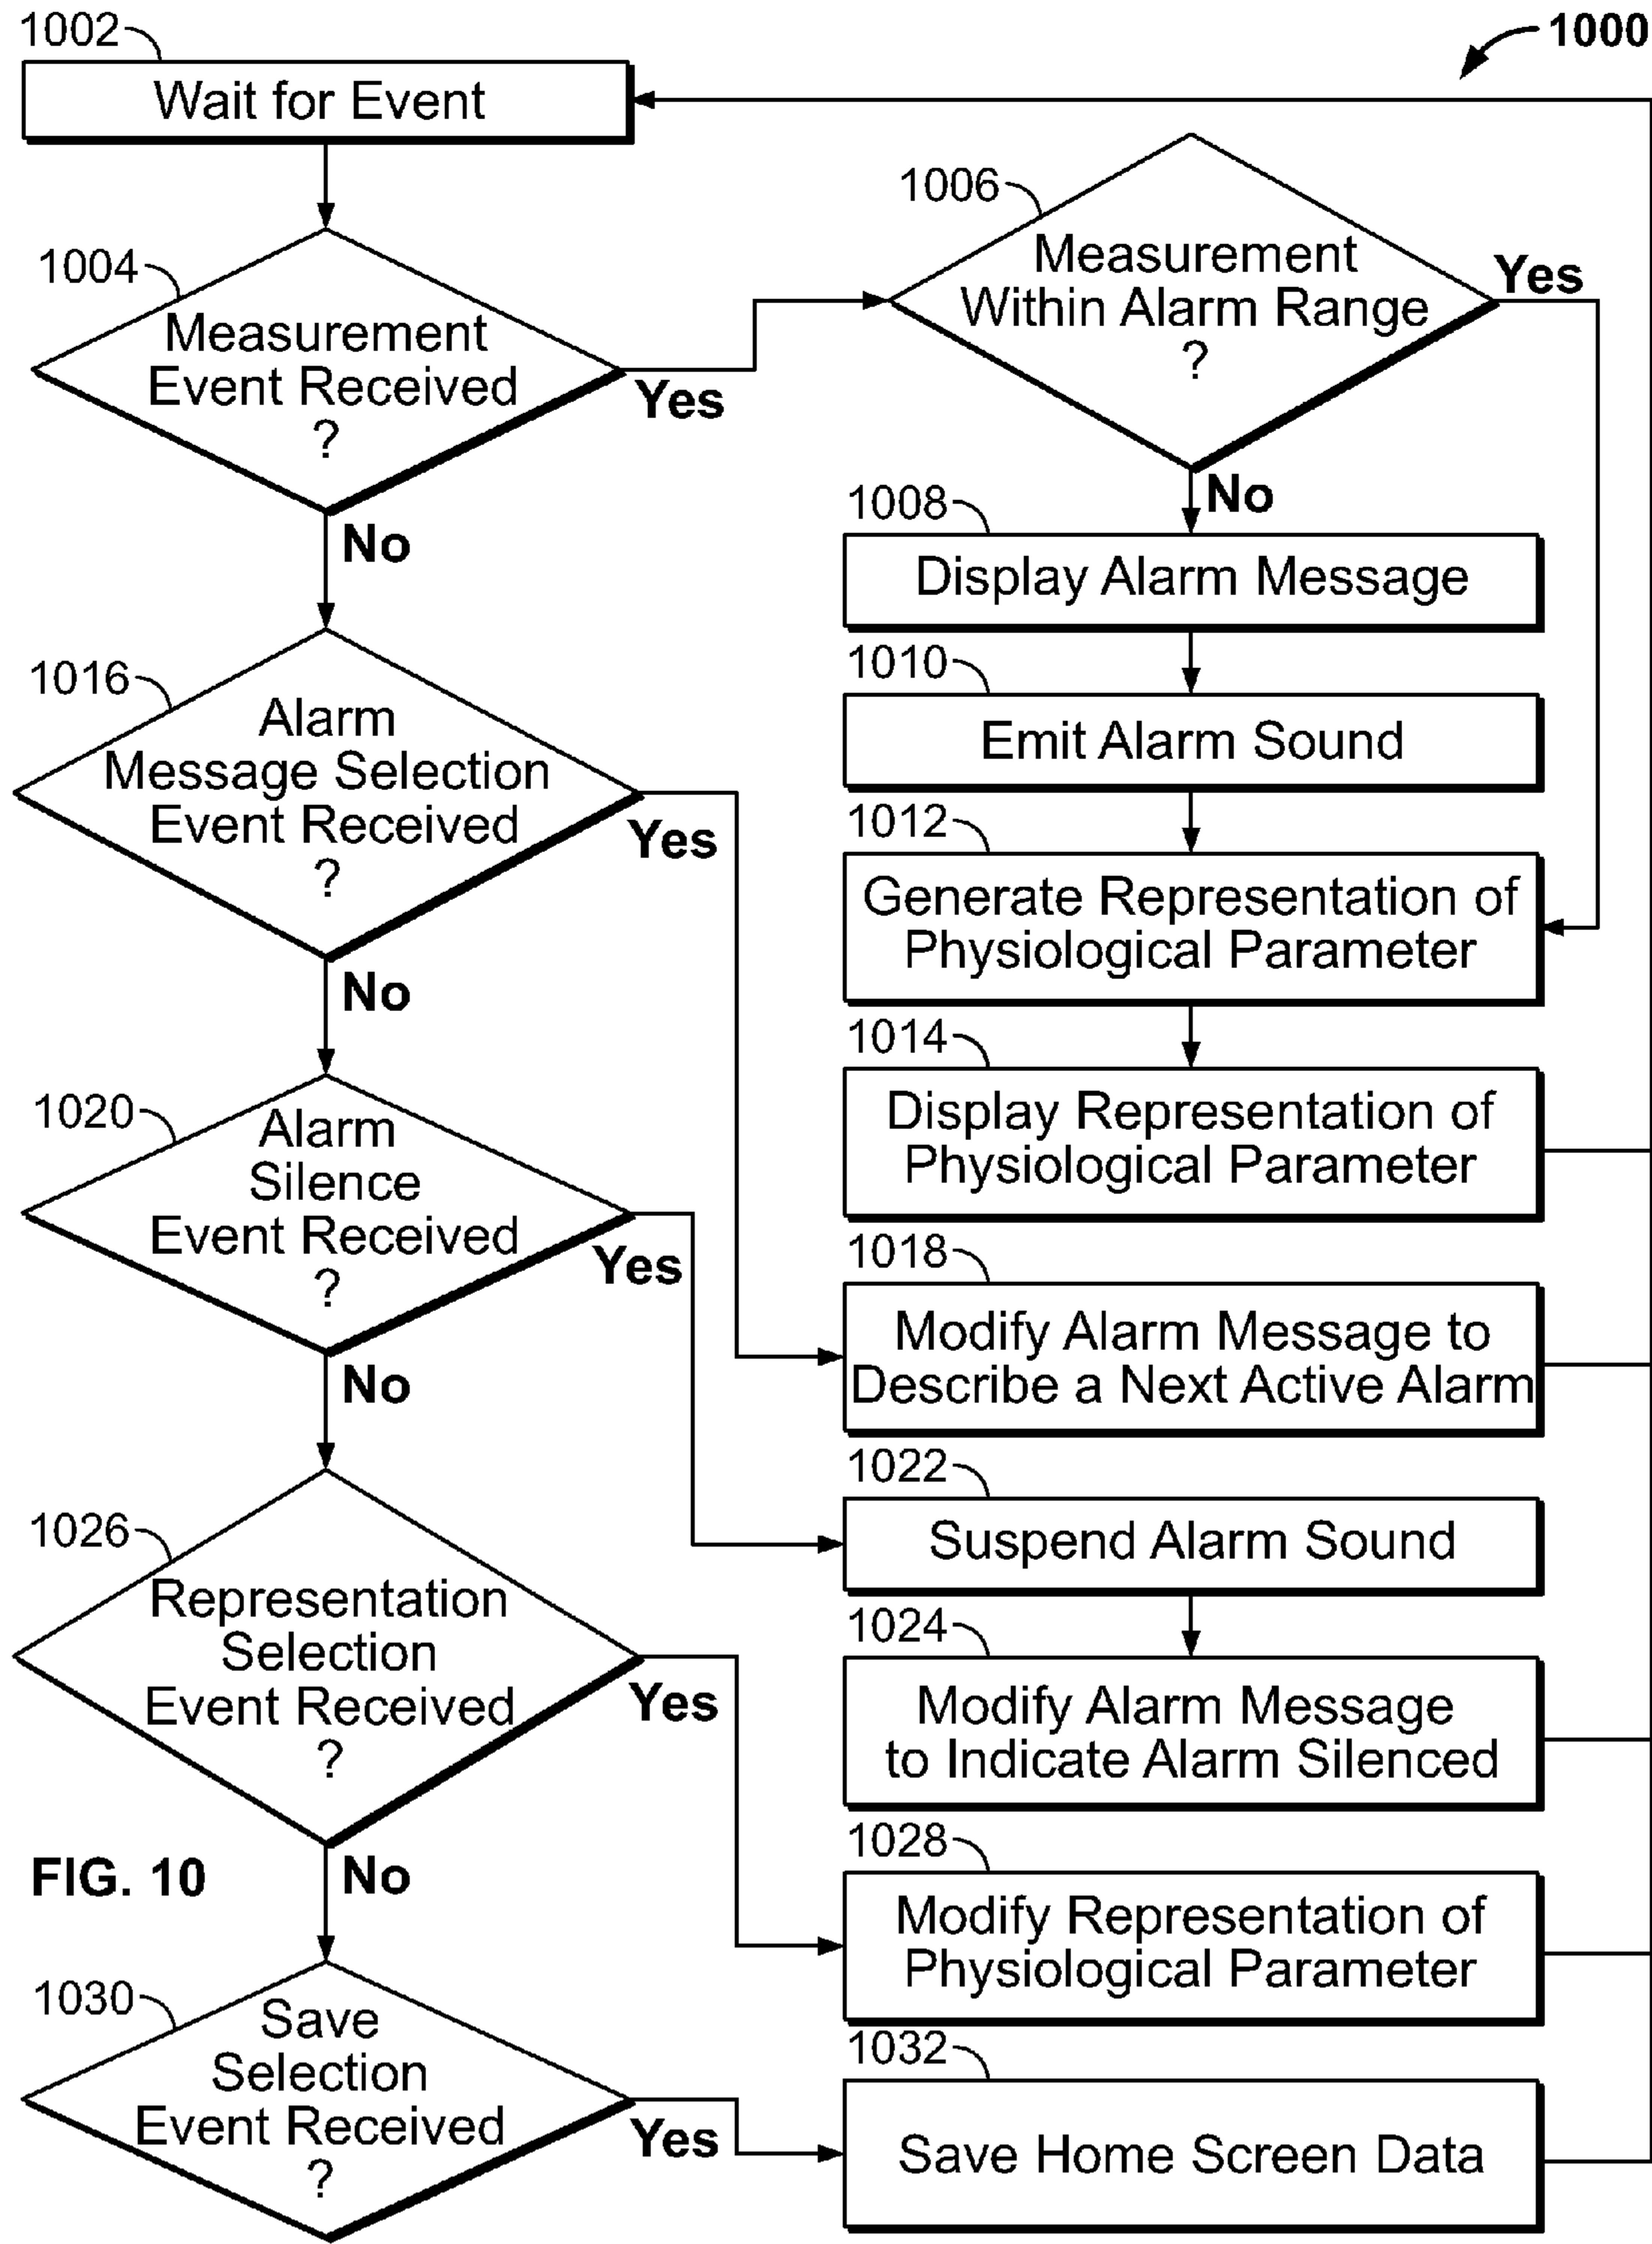 1000
1002
Wait for Event
1004
Measurement
Event Received
?
Yes
No
1006
Measurement
Within Alarm Range
?
Yes
No
1008
Display Alarm Message
1010
Emit Alarm Sound
1012
Generate Representation of
Physiological Parameter
1014
Display Representation of
Physiological Parameter
1016
Alarm
Message Selection
Event Received
?
Yes
No
1018
Modify Alarm Message to
Describe a Next Active Alarm
1020
Alarm
Silence
Event Received
?
Yes
No
1022
Suspend Alarm Sound
1024
Modify Alarm Message
to Indicate Alarm Silenced
1026
Representation
Selection
Event Received
?
Yes
No
1028
Modify Representation of
Physiological Parameter
1030
Save
Selection
Event Received
?
Yes
1032
Save Home Screen Data
FIG. 10